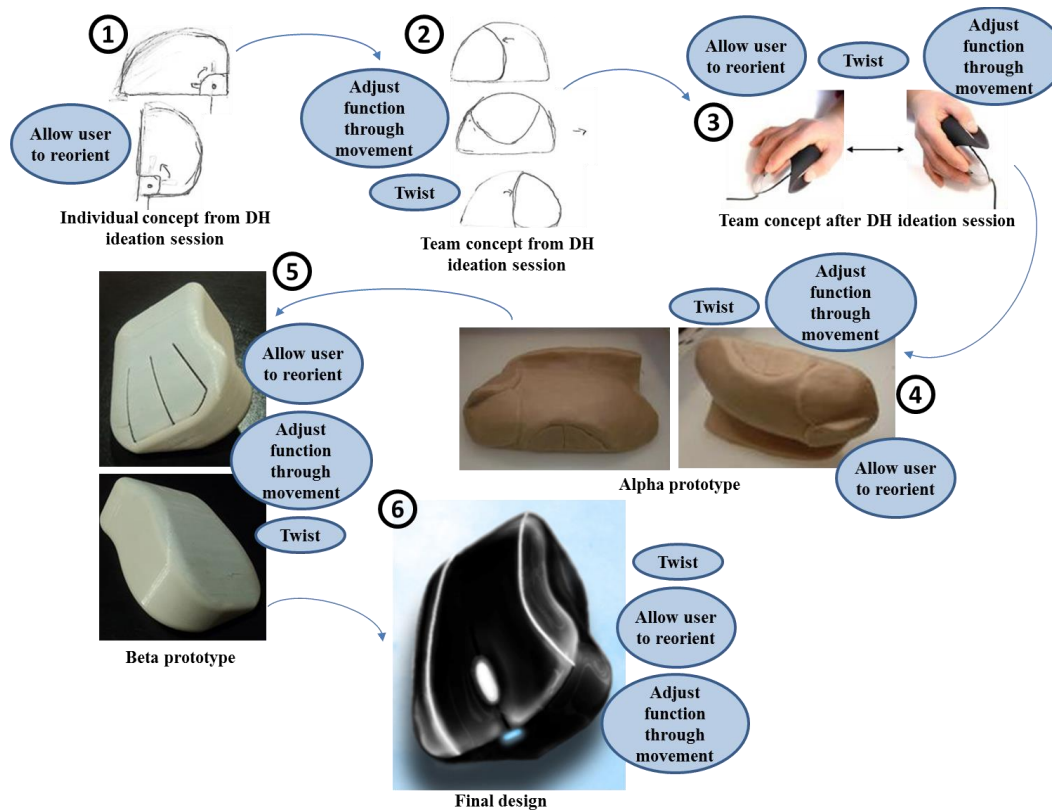 1
Allow user
to reorient
Individual concept from DH
ideation session
2
Adjust
function
through
movement
Twist
Team concept from DH
ideation session
Allow user
to reorient
Twist
Adjust
function
through
movement
3
Team concept after DH ideation session
Twist
Adjust
function
through
movement
4
Allow user
to reorient
Alpha prototype
5
Allow user
to reorient
Adjust
function
through
movement
Twist
Beta prototype
6
Twist
Allow user
to reorient
Adjust
function
through
movement
Final design